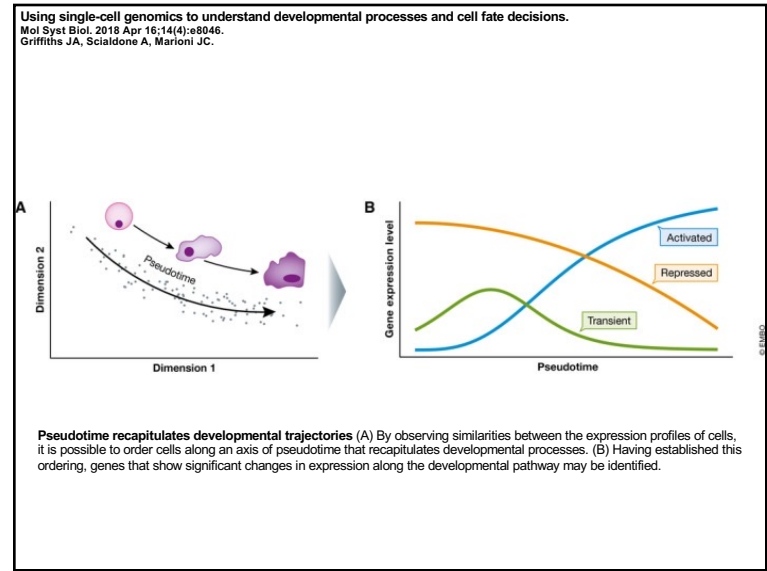 Using single-cell genomics to understand developmental processes and cell fate decisions.
Mol Syst Biol. 2018 Apr 16;14(4):e8046.
Griffiths JA, Scialdone A, Marioni JC.
A
Dimension 2
Pseudotime
Dimension 1
B
Gene expression level
Activated
Repressed
Transient
Pseudotime
© EMBO
Pseudotime recapitulates developmental trajectories (A) By observing similarities between the expression profiles of cells,
it is possible to order cells along an axis of pseudotime that recapitulates developmental processes. (B) Having established this
ordering, genes that show significant changes in expression along the developmental pathway may be identified.